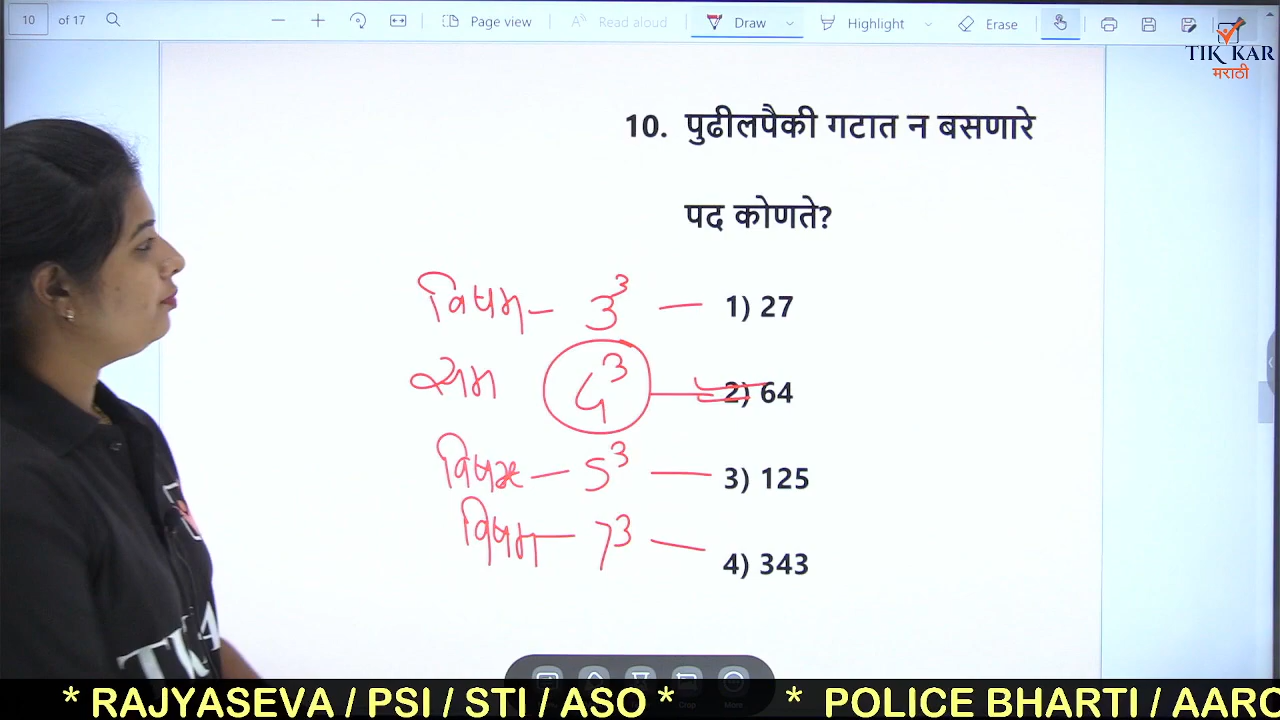 10 of 17 Page view Read aloud Draw Highlight Erase
TIK KAR
मराठी
10. पुढीलपैकी गटात न बसणारे
पद कोणते?
विषम - 3³ — 1) 27
सम 4³ — 2) 64
विषम - 5³ — 3) 125
विषम - 7³ — 4) 343
* RAJYASEVA / PSI / STI / ASO * * POLICE BHARTI / AARO